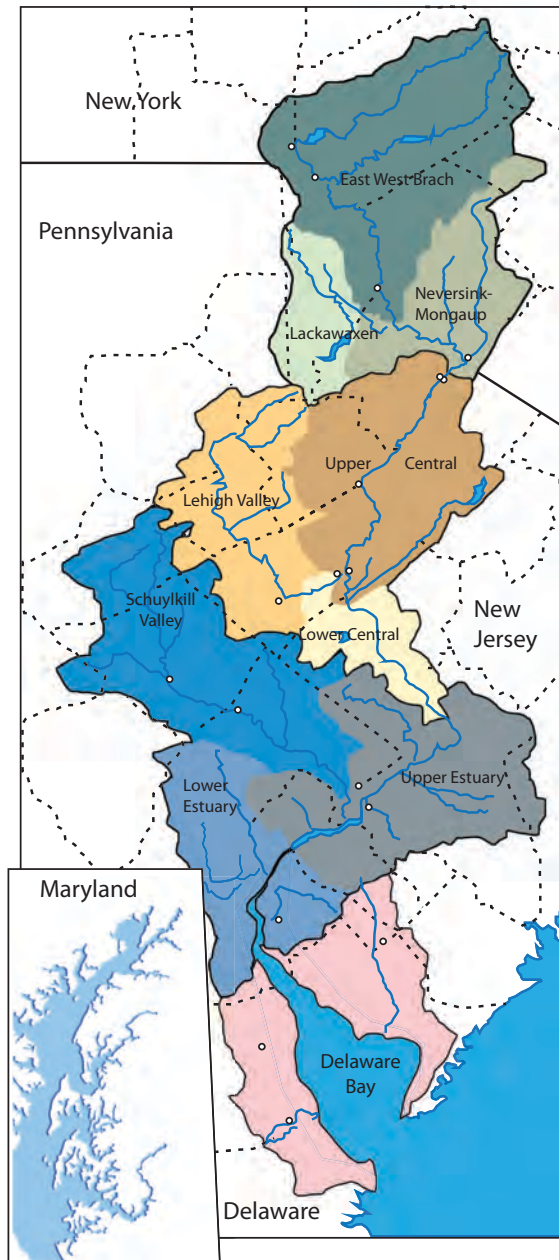 New York
East West Brach
Pennsylvania
Neversink-
Mongaup
Lackawaxen
Upper Central
Lehigh Valley
Schuylkill
Valley
New
Jersey
Lower Central
Lower
Estuary
Upper Estuary
Maryland
Delaware
Bay
Delaware